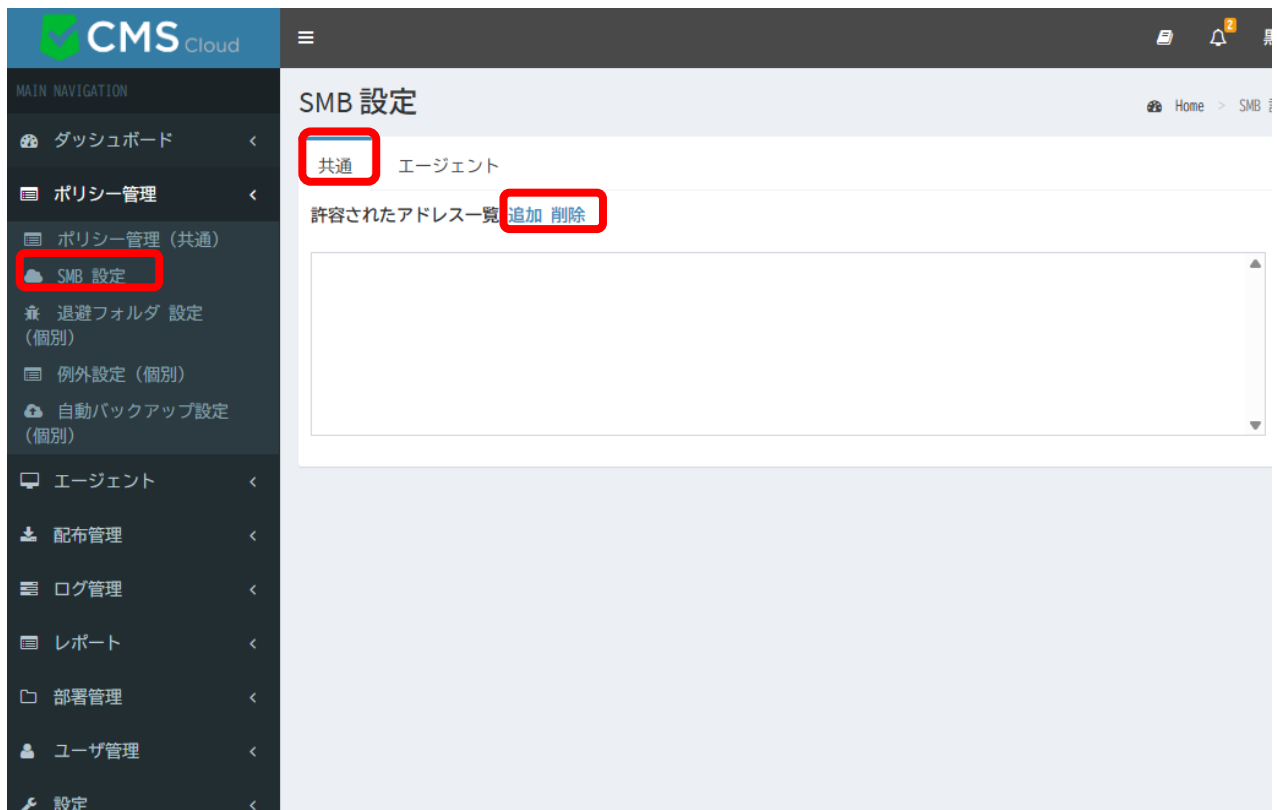 CMS Cloud
2
MAIN NAVIGATION
SMB 設定
Home > SMB
ダッシュボード
共通 エージェント
ポリシー管理
許容されたアドレス一覧 追加 削除
ポリシー管理（共通）
SMB 設定
退避フォルダ 設定
（個別）
例外設定（個別）
自動バックアップ設定
（個別）
エージェント
配布管理
ログ管理
レポート
部署管理
ユーザ管理
設定